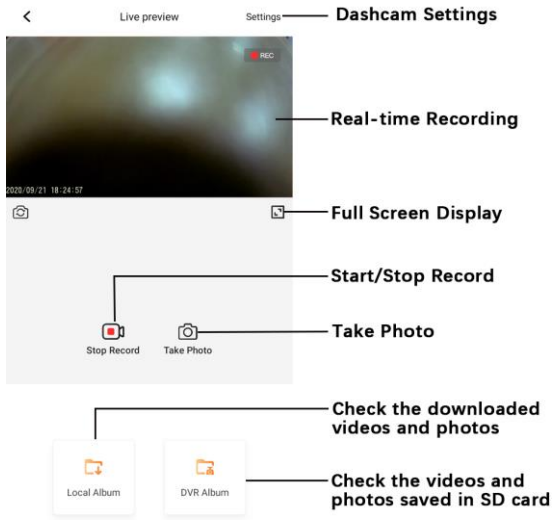 Live preview
Settings
Dashcam Settings
REC
Real-time Recording
2020/09/21 18:24:57
Full Screen Display
Start/Stop Record
Take Photo
Stop Record
Take Photo
Check the downloaded
videos and photos
Local Album
DVR Album
Check the videos and
photos saved in SD card